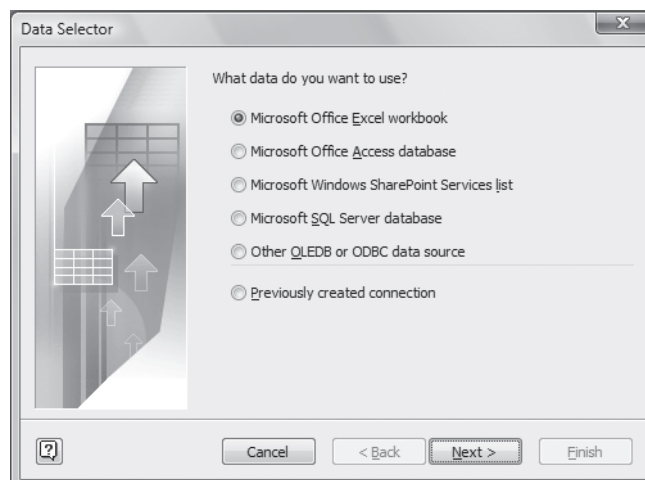 Data Selector
What data do you want to use?
Microsoft Office Excel workbook
Microsoft Office Access database
Microsoft Windows SharePoint Services list
Microsoft SQL Server database
Other OLEDB or ODBC data source
Previously created connection
Cancel < Back Next > Finish